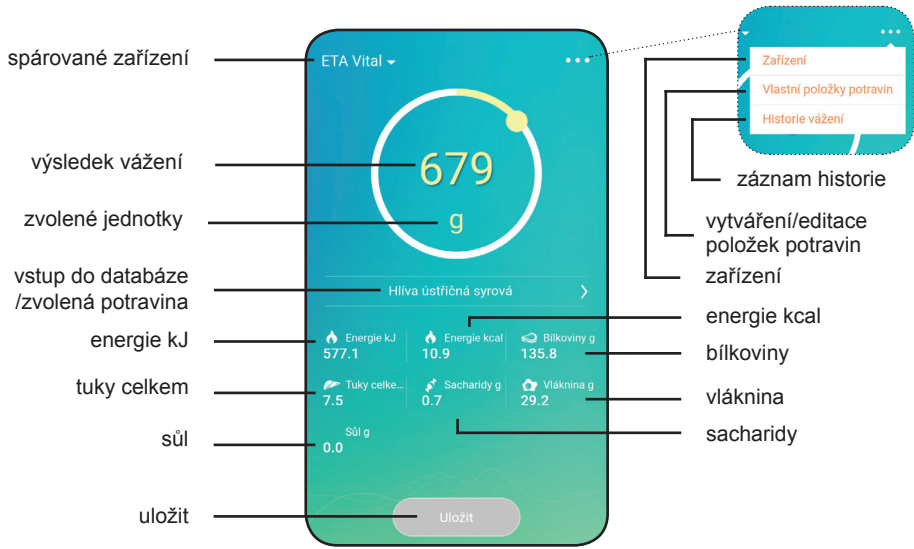 spárované zařízení
výsledek vážení
zvolené jednotky
vstup do databáze
/zvolená potravina
energie kJ
tuky celkem
sůl
uložit
ETA Vital
679
g
Hlíva ústřičná syrová
Energie kJ
577.1
Energie kcal
10.9
Bílkoviny g
135.8
Tuky celke...
7.5
Sacharidy g
0.7
Vláknina g
29.2
Sůl g
0.0
Uložit
Zařízení
Vlastní položky potravin
Historie vážení
záznam historie
vytváření/editace
položek potravin
zařízení
energie kcal
bílkoviny
vláknina
sacharidy